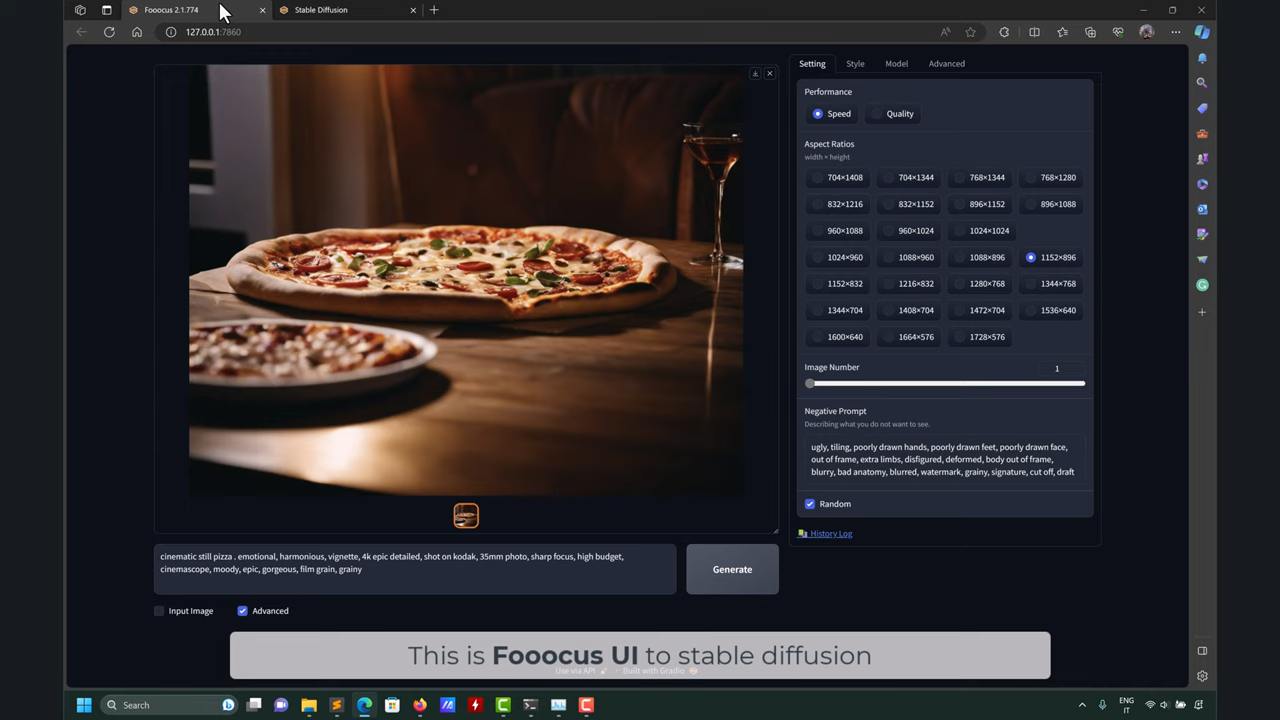 Fooocus 2.1.774
Stable Diffusion
127.0.0.1:7860
Setting
Style
Model
Advanced
Performance
Speed
Quality
Aspect Ratios
width × height
704×1408
704×1344
768×1344
768×1280
832×1216
832×1152
896×1152
896×1088
960×1088
960×1024
1024×1024
1024×960
1088×960
1088×896
1152×896
1152×832
1216×832
1280×768
1344×768
1344×704
1408×704
1472×704
1536×640
1600×640
1664×576
1728×576
Image Number
1
Negative Prompt
Describing what you do not want to see.
ugly, tiling, poorly drawn hands, poorly drawn feet, poorly drawn face,
out of frame, extra limbs, disfigured, deformed, body out of frame,
blurry, bad anatomy, blurred, watermark, grainy, signature, cut off, draft
Random
History Log
cinematic still pizza . emotional, harmonious, vignette, 4k epic detailed, shot on kodak, 35mm photo, sharp focus, high budget,
cinemascope, moody, epic, gorgeous, film grain, grainy
Generate
Input Image
Advanced
This is Fooocus UI to stable diffusion
Use via API · Built with Gradio
Search
ENG
IT